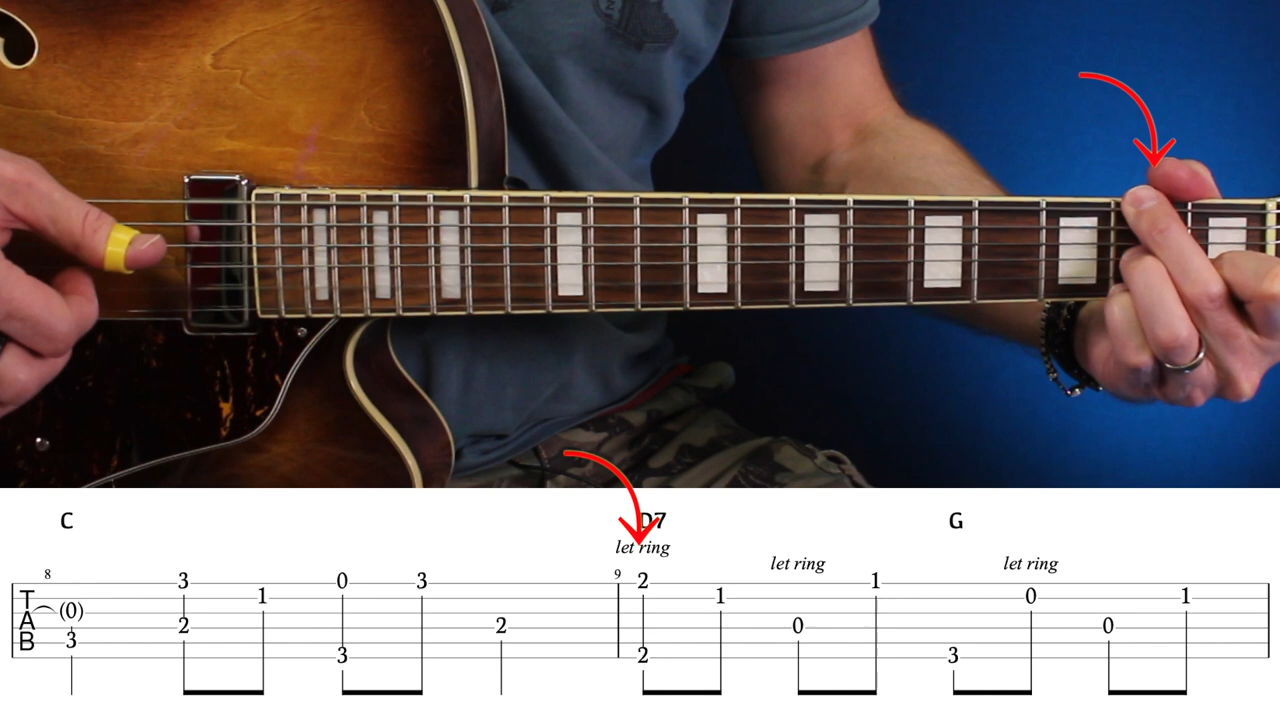 C D7 G
let ring
let ring let ring
8 9
3 0 3 2 1
1 1 0 1
(0)
2 2 0 0
3
3 2 3
T
A
B